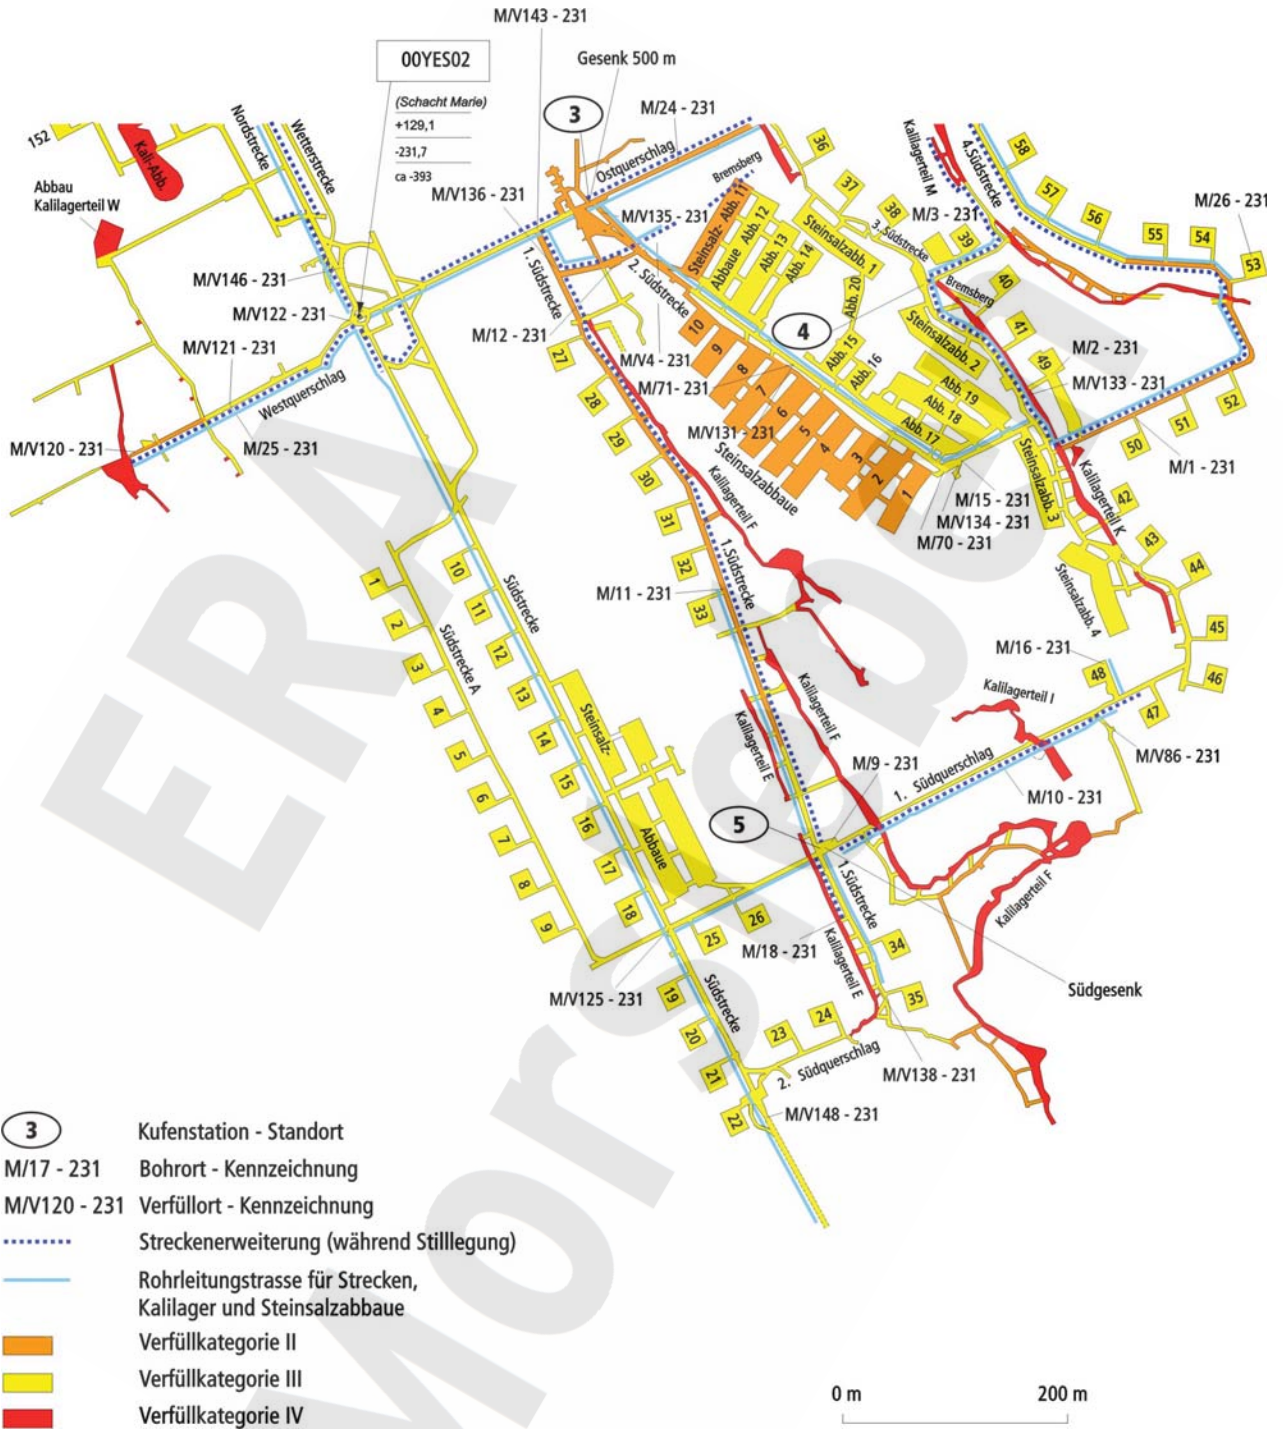 M/V143 - 231
00YES02
Gesenk 500 m
(Schacht Marie)
+129,1
-231,7
ca -393
3
M/24 - 231
152
Kali-Abb.
Nordstrecke
Wetterstrecke
Ostquerschlag
Bremsberg
36
Kalilagerteil M
4.Südstrecke
58
Abbau
Kalilagerteil W
M/V136 - 231
M/V135 - 231
Steinsalz- Abb. 11
Abbaue
Abb. 12
Abb. 13
Abb. 14
Steinsalzabb. 1
37
38
3. Südstrecke
M/3 - 231
39
57
56
55
54
53
M/26 - 231
M/V146 - 231
M/V122 - 231
M/V121 - 231
Westquerschlag
M/V120 - 231
M/25 - 231
1. Südstrecke
2. Südstrecke
M/12 - 231
M/V4 - 231
M/71- 231
M/V131 - 231
Steinsalzabbaue
10
9
8
7
6
5
4
3
2
1
4
Abb. 20
Abb. 15
Abb. 16
Abb. 17
Abb. 18
Abb. 19
Steinsalzabb. 2
Bremsberg
40
41
49
M/2 - 231
M/V133 - 231
52
51
50
M/1 - 231
M/15 - 231
M/V134 - 231
M/70 - 231
Steinsalzabb. 3
Kalilagerteil K
42
43
44
45
46
47
48
Steinsalzabb. 4
27
28
29
30
31
32
33
Kalilagerteil F
1.Südstrecke
M/11 - 231
M/16 - 231
Kalilagerteil I
M/V86 - 231
1
2
3
4
5
6
7
8
9
Südstrecke A
10
11
12
13
14
15
16
17
18
Südstrecke
Steinsalz-
Abbaue
Kalilagerteil E
Kalilagerteil F
M/9 - 231
1. Südquerschlag
M/10 - 231
5
1.Südstrecke
Kalilagerteil F
26
25
M/18 - 231
Kalilagerteil E
34
35
Südgesenk
M/V125 - 231
19
20
21
22
Südstrecke
23
24
2. Südquerschlag
M/V138 - 231
M/V148 - 231
3 Kufenstation - Standort
M/17 - 231 Bohrort - Kennzeichnung
M/V120 - 231 Verfüllort - Kennzeichnung
Streckenerweiterung (während Stilllegung)
Rohrleitungstrasse für Strecken,
Kalilager und Steinsalzabbaue
Verfüllkategorie II
Verfüllkategorie III
Verfüllkategorie IV
0 m 200 m
ERA Morsleben